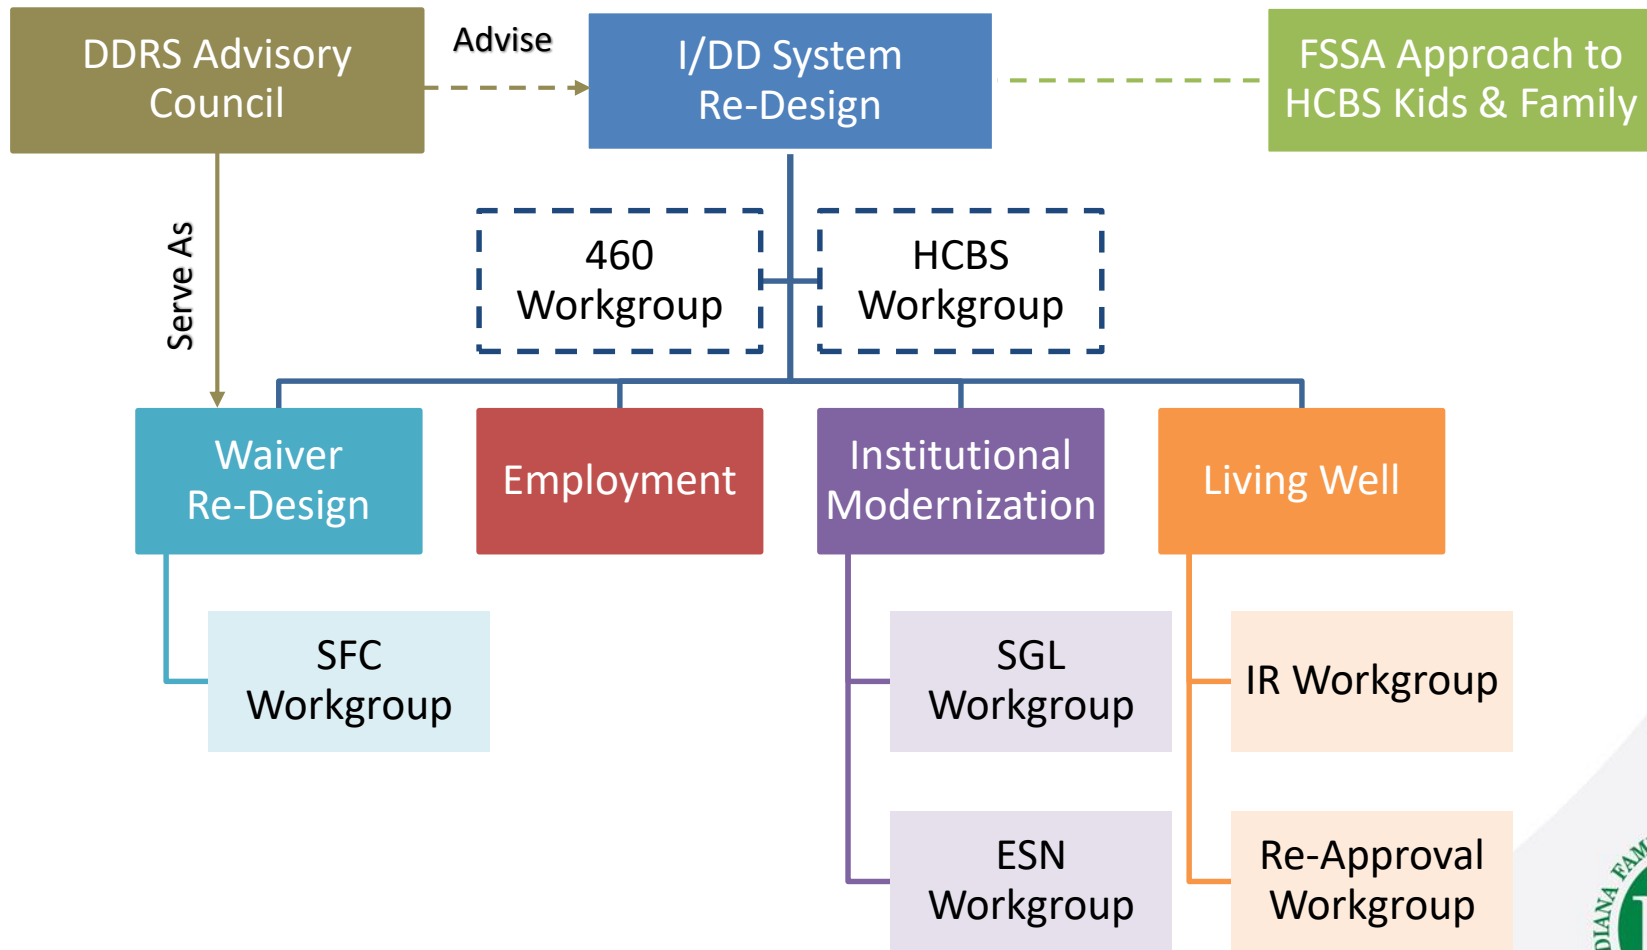 DDRS Advisory
Council
Advise
I/DD System
Re-Design
FSSA Approach to
HCBS Kids & Family
Serve As
460
Workgroup
HCBS
Workgroup
Waiver
Re-Design
Employment
Institutional
Modernization
Living Well
SFC
Workgroup
SGL
Workgroup
IR Workgroup
ESN
Workgroup
Re-Approval
Workgroup